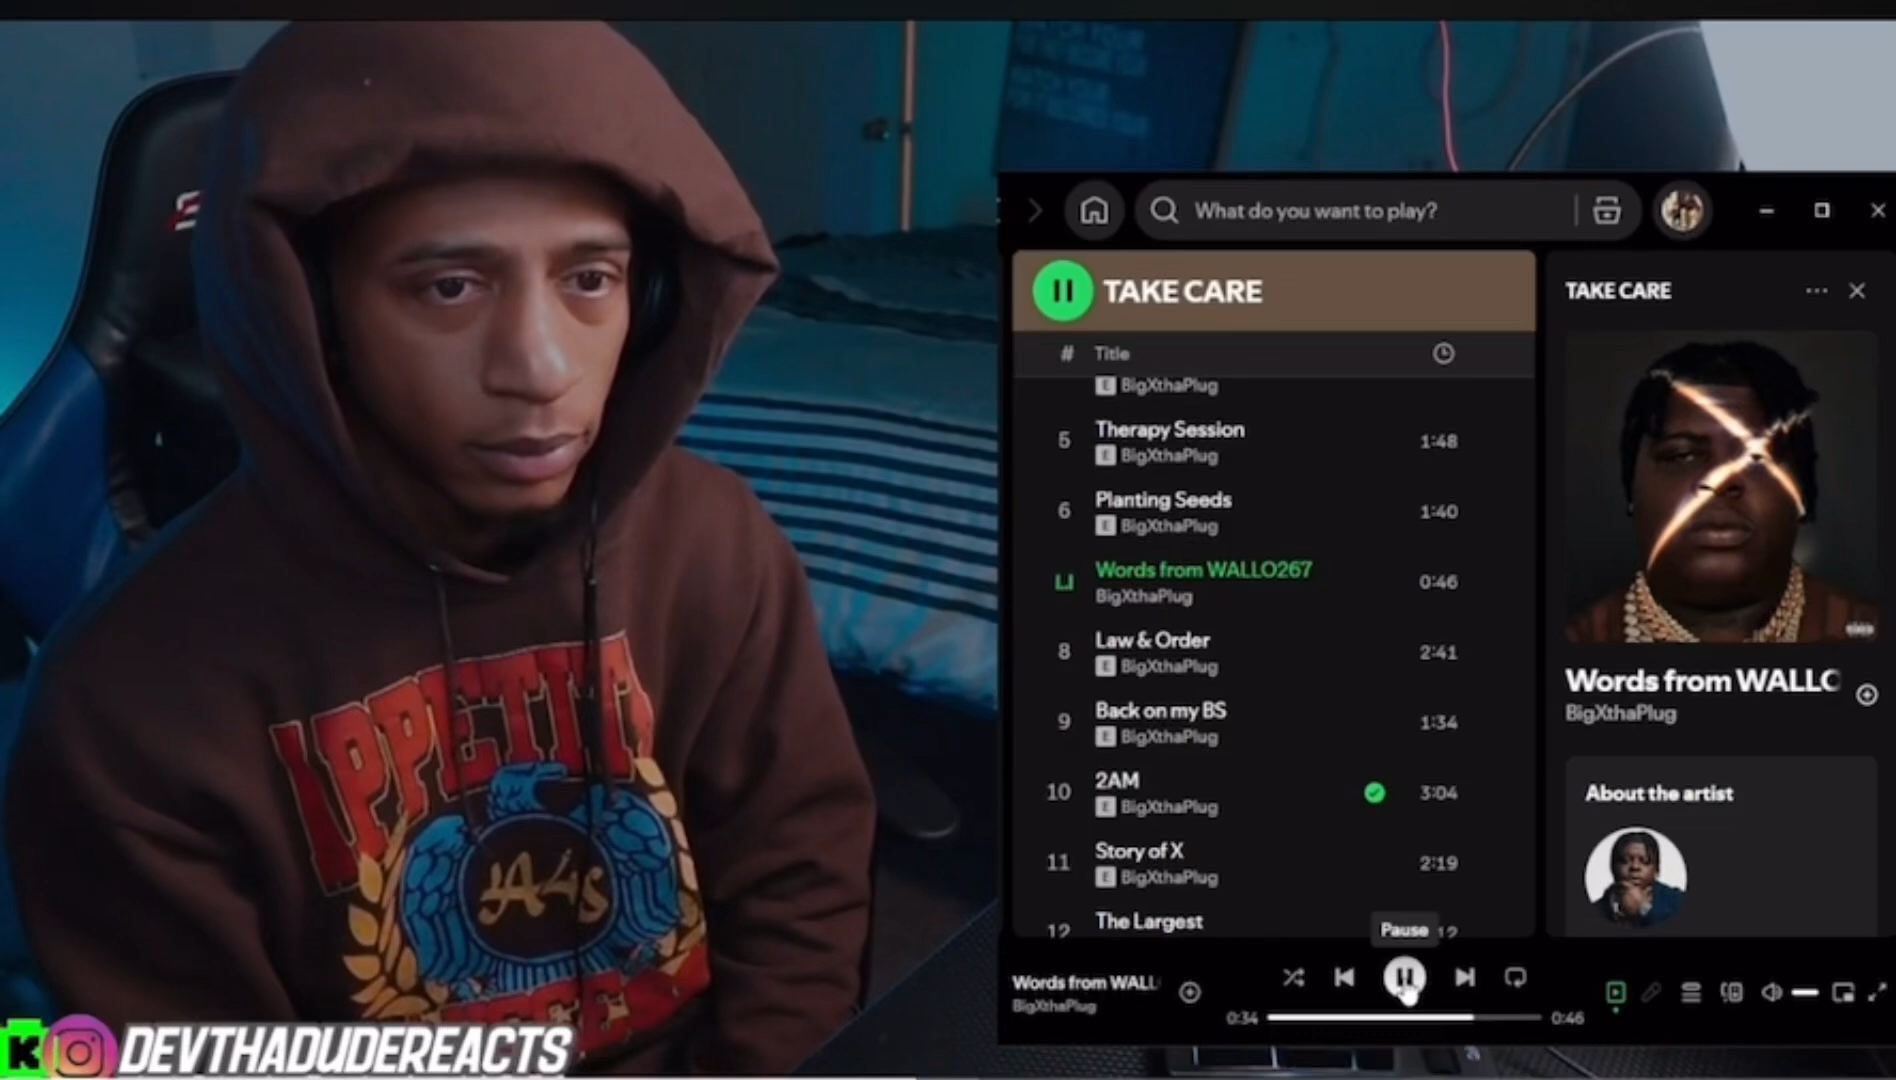 APPETIT
JA4S
K
DEVTHADUDEREACTS
What do you want to play?
TAKE CARE
# Title
E BigXthaPlug
5 Therapy Session 1:48
E BigXthaPlug
6 Planting Seeds 1:40
E BigXthaPlug
Words from WALLO267 0:46
BigXthaPlug
8 Law & Order 2:41
E BigXthaPlug
9 Back on my BS 1:34
E BigXthaPlug
10 2AM 3:04
E BigXthaPlug
11 Story of X 2:19
E BigXthaPlug
12 The Largest 12
Pause
TAKE CARE
Words from WALLO
BigXthaPlug
About the artist
Words from WALL
BigXthaPlug
0:34
0:46